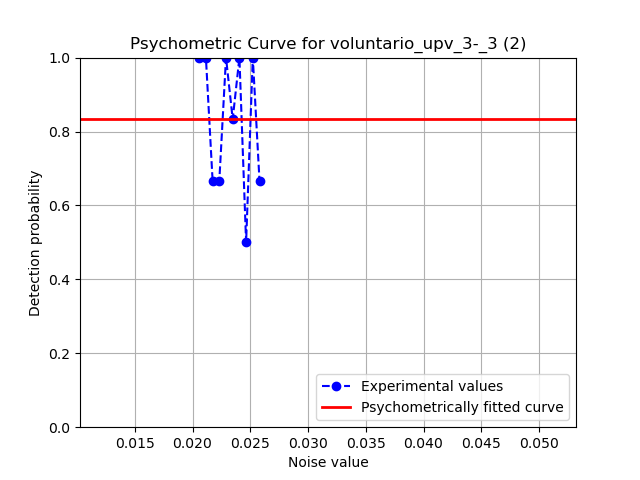 Psychometric Curve for voluntario_upv_3-_3 (2)
1.0
0.8
0.6
0.4
0.2
0.0
Detection probability
Experimental values
Psychometrically fitted curve
0.015 0.020 0.025 0.030 0.035 0.040 0.045 0.050
Noise value